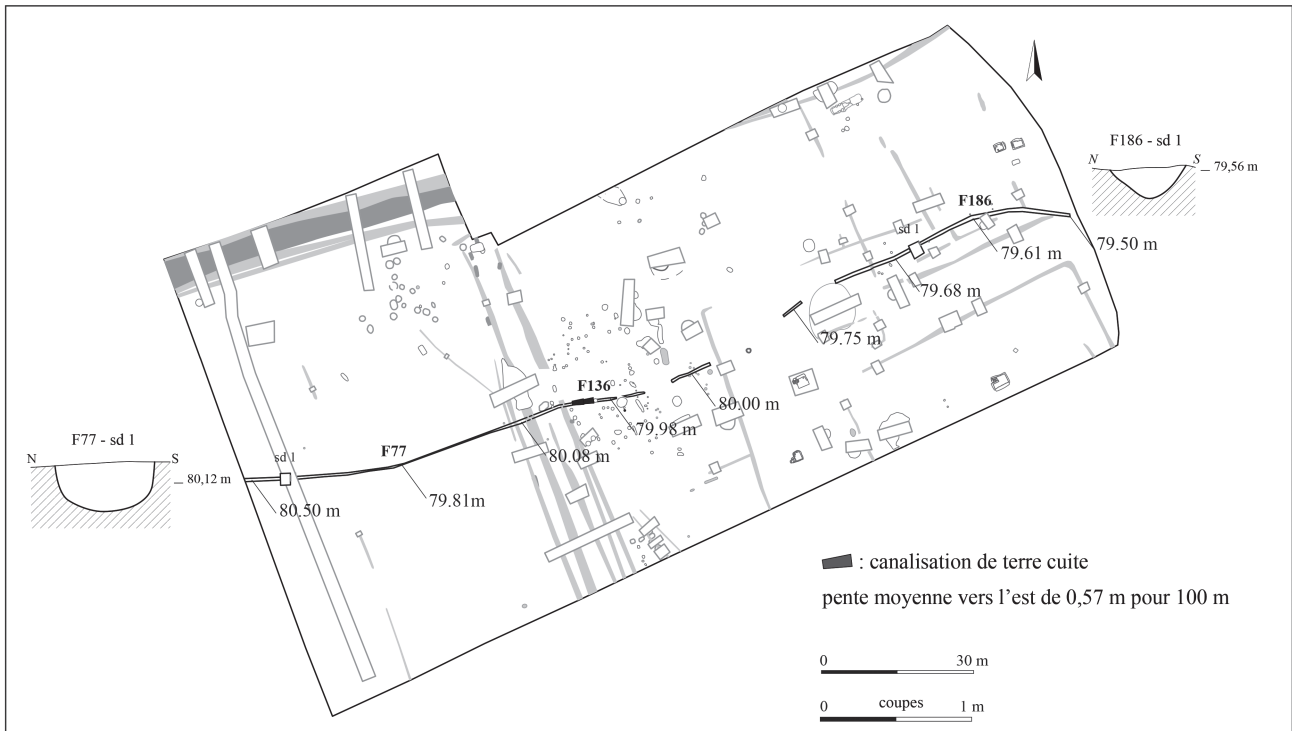 F186 - sd 1
N
S
79,56 m
F186
sd 1
79.50 m
79.61 m
79.68 m
79.75 m
F136
80.00 m
79.98 m
F77 - sd 1
N
S
80,12 m
sd 1
F77
80.08 m
79.81m
80.50 m
: canalisation de terre cuite
pente moyenne vers l'est de 0,57 m pour 100 m
0 30 m
0 coupes 1 m